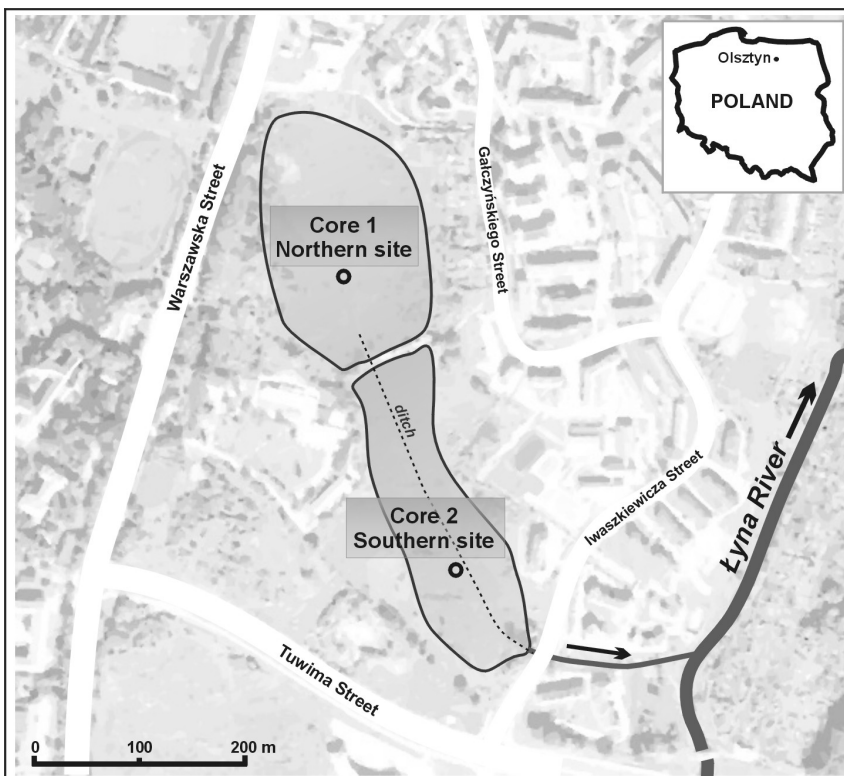 Olsztyn
POLAND
Warszawska Street
Gałczyńskiego Street
Core 1
Northern site
ditch
Core 2
Southern site
Iwaszkiewicza Street
Łyna River
Tuwima Street
0 100 200 m